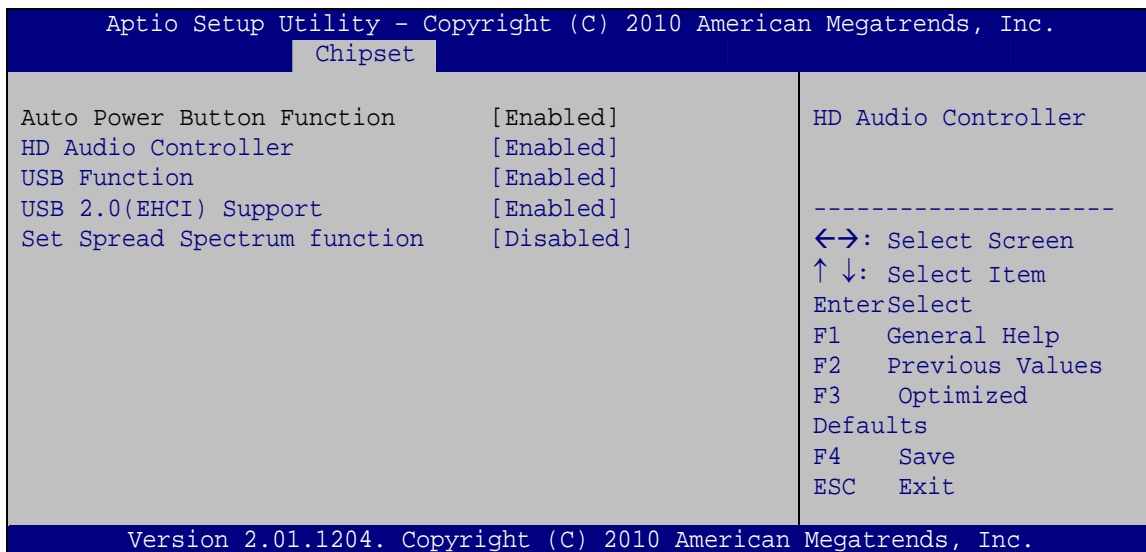 Aptio Setup Utility – Copyright (C) 2010 American Megatrends, Inc.
Chipset
Auto Power Button Function [Enabled]
HD Audio Controller [Enabled]
USB Function [Enabled]
USB 2.0(EHCI) Support [Enabled]
Set Spread Spectrum function [Disabled]
HD Audio Controller
---------------------
←→: Select Screen
↑ ↓: Select Item
EnterSelect
F1 General Help
F2 Previous Values
F3 Optimized
Defaults
F4 Save
ESC Exit
Version 2.01.1204. Copyright (C) 2010 American Megatrends, Inc.